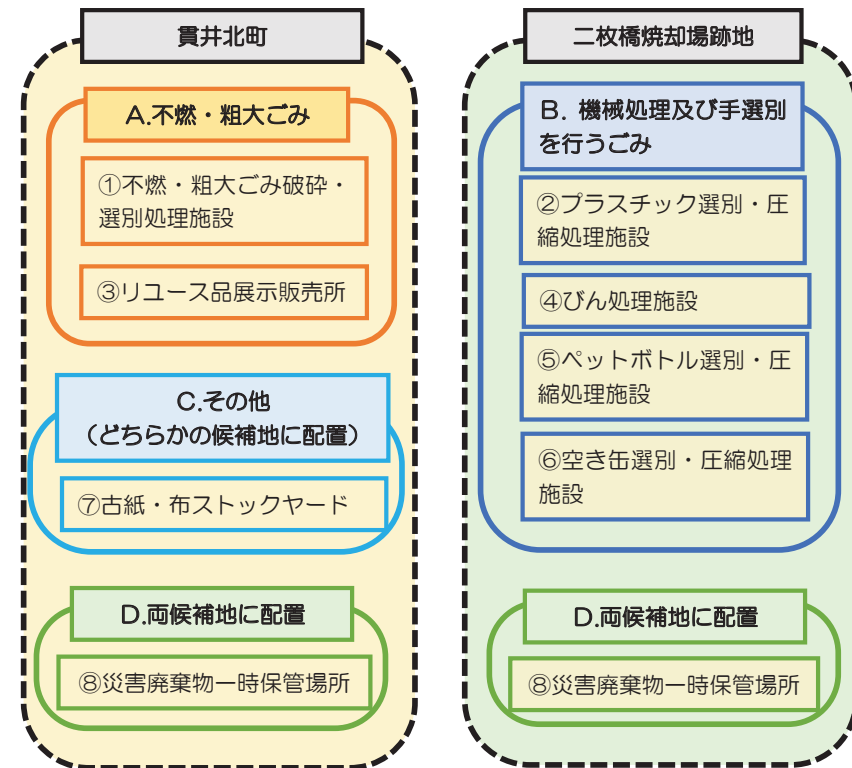 貫井北町
A.不燃・粗大ごみ
①不燃・粗大ごみ破砕・
選別処理施設
③リユース品展示販売所
C.その他
（どちらかの候補地に配置）
⑦古紙・布ストックヤード
D.両候補地に配置
⑧災害廃棄物一時保管場所
二枚橋焼却場跡地
B. 機械処理及び手選別
を行うごみ
②プラスチック選別・圧
縮処理施設
④びん処理施設
⑤ペットボトル選別・圧
縮処理施設
⑥空き缶選別・圧縮処理
施設
D.両候補地に配置
⑧災害廃棄物一時保管場所